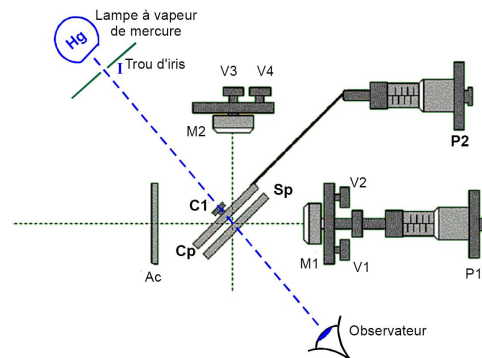 Lampe à vapeur
de mercure
Hg
I Trou d'iris
V3 V4
M2
P2
C1
Sp
V2
Cp
Ac
M1
V1
P1
Observateur